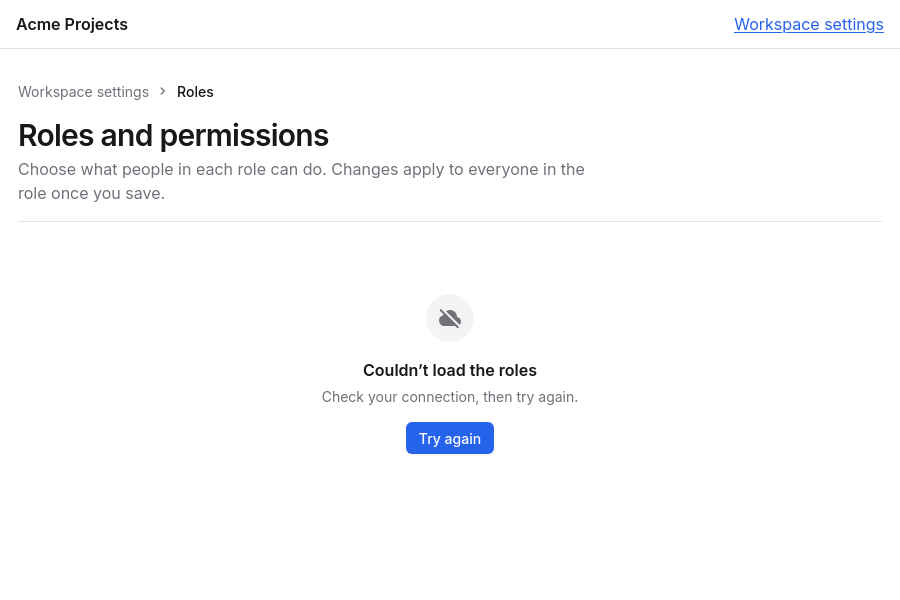 Acme Projects
Workspace settings
Workspace settings > Roles
Roles and permissions
Choose what people in each role can do. Changes apply to everyone in the
role once you save.
Couldn’t load the roles
Check your connection, then try again.
Try again